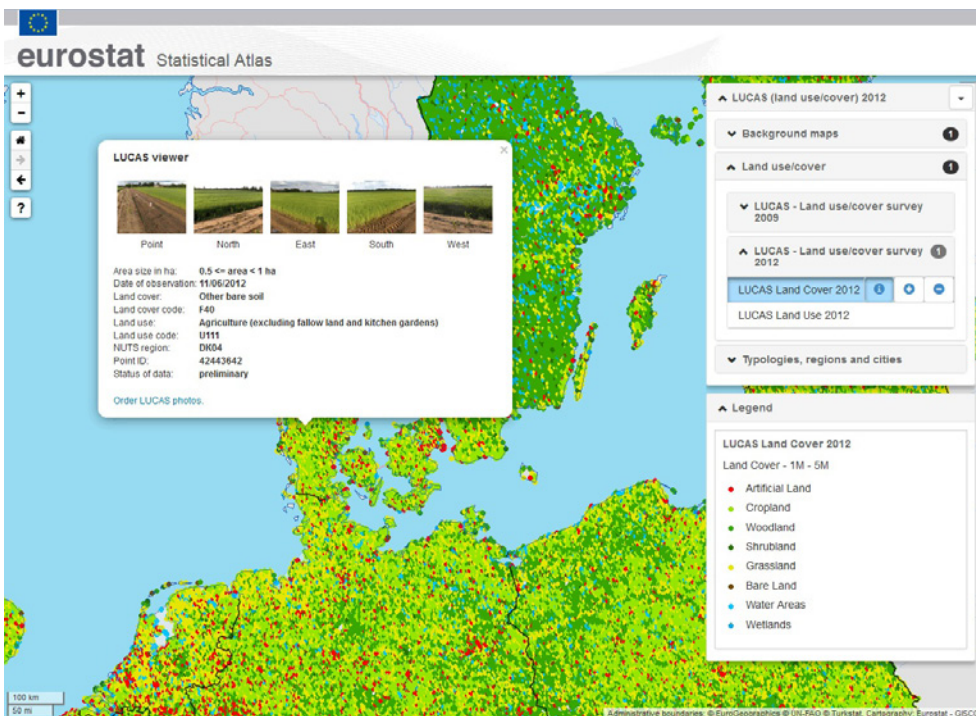 eurostat Statistical Atlas
+
-
?
LUCAS viewer
Point North East South West
Area size in ha: 0.5 <= area < 1 ha
Date of observation: 11/06/2012
Land cover: Other bare soil
Land cover code: F40
Land use: Agriculture (excluding fallow land and kitchen gardens)
Land use code: U111
NUTS region: DK04
Point ID: 42443642
Status of data: preliminary
Order LUCAS photos.
LUCAS (land use/cover) 2012
Background maps 1
Land use/cover 1
LUCAS - Land use/cover survey
2009
LUCAS - Land use/cover survey 1
2012
LUCAS Land Cover 2012
LUCAS Land Use 2012
Typologies, regions and cities
Legend
LUCAS Land Cover 2012
Land Cover - 1M - 5M
Artificial Land
Cropland
Woodland
Shrubland
Grassland
Bare Land
Water Areas
Wetlands
100 km
50 mi
Administrative boundaries: © EuroGeographics © UN-FAO © Turkstat, Cartography: Eurostat - GISCO